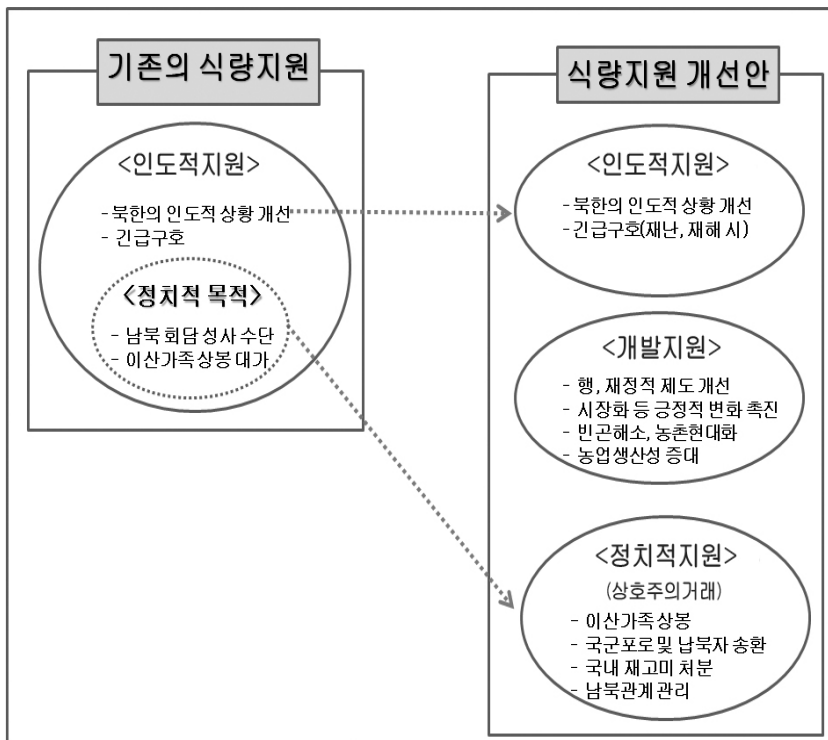 기존의 식량지원
<인도적지원>
- 북한의 인도적 상황 개선
- 긴급구호
<정치적 목적>
- 남북 회담 성사 수단
- 이산가족 상봉 대가
식량지원 개선안
<인도적지원>
- 북한의 인도적 상황 개선
- 긴급구호(재난, 재해 시)
<개발지원>
- 행, 재정적 제도 개선
- 시장화 등 긍정적 변화 촉진
- 빈곤해소, 농촌현대화
- 농업생산성 증대
<정치적지원>
(상호주의거래)
- 이산가족 상봉
- 국군포로 및 납북자 송환
- 국내 재고미 처분
- 남북관계 관리